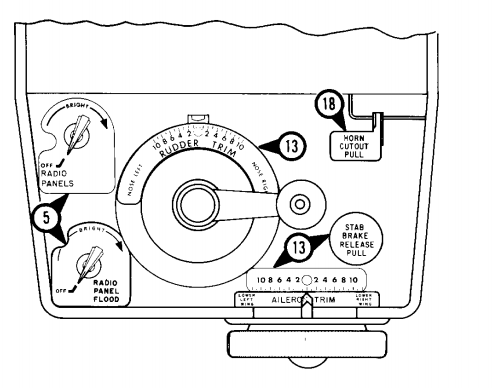 BRIGHT
OFF
RADIO
PANELS
5
BRIGHT
OFF
RADIO
PANEL
FLOOD
10 8 6 4 2 2 4 6 8 10
RUDDER TRIM
NOSE LEFT
NOSE RIGHT
13
18
HORN
CUTOUT
PULL
STAB
BRAKE
RELEASE
PULL
13
10 8 6 4 2 0 2 4 6 8 10
LOWER
LEFT
WING
AILERON TRIM
LOWER
RIGHT
WING